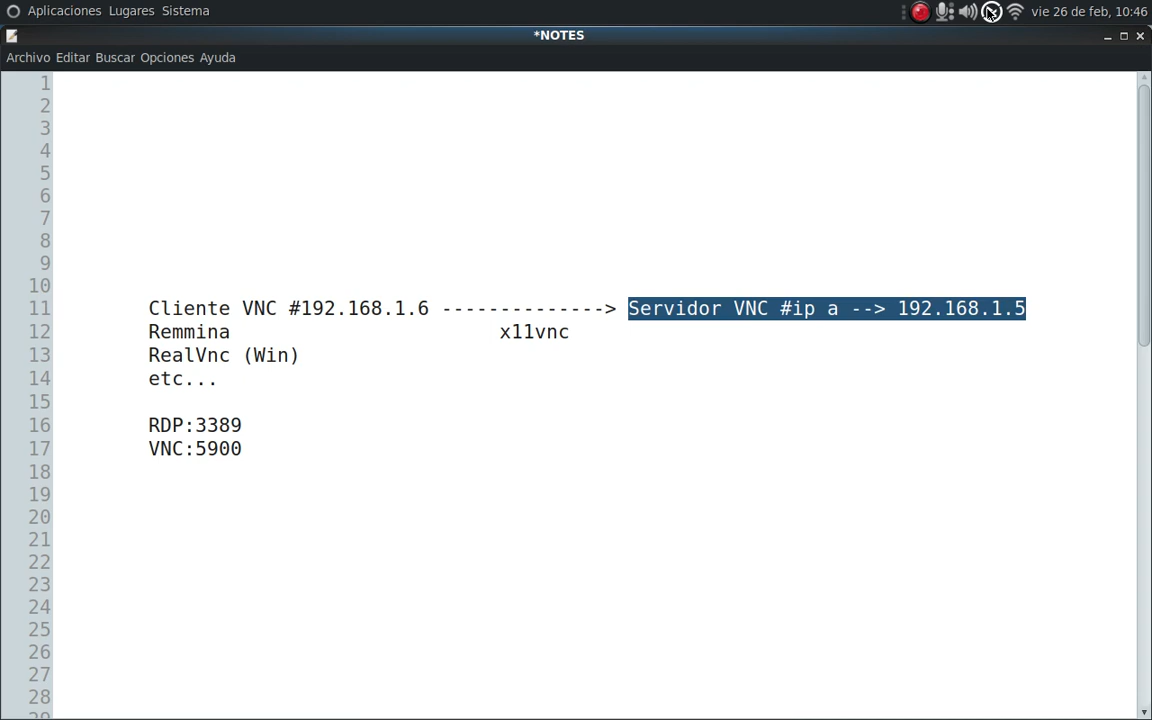 Aplicaciones Lugares Sistema
vie 26 de feb, 10:46
*NOTES
Archivo Editar Buscar Opciones Ayuda
1
2
3
4
5
6
7
8
9
10
11 Cliente VNC #192.168.1.6 --------------> Servidor VNC #ip a --> 192.168.1.5
12 Remmina x11vnc
13 RealVnc (Win)
14 etc...
15
16 RDP:3389
17 VNC:5900
18
19
20
21
22
23
24
25
26
27
28
29